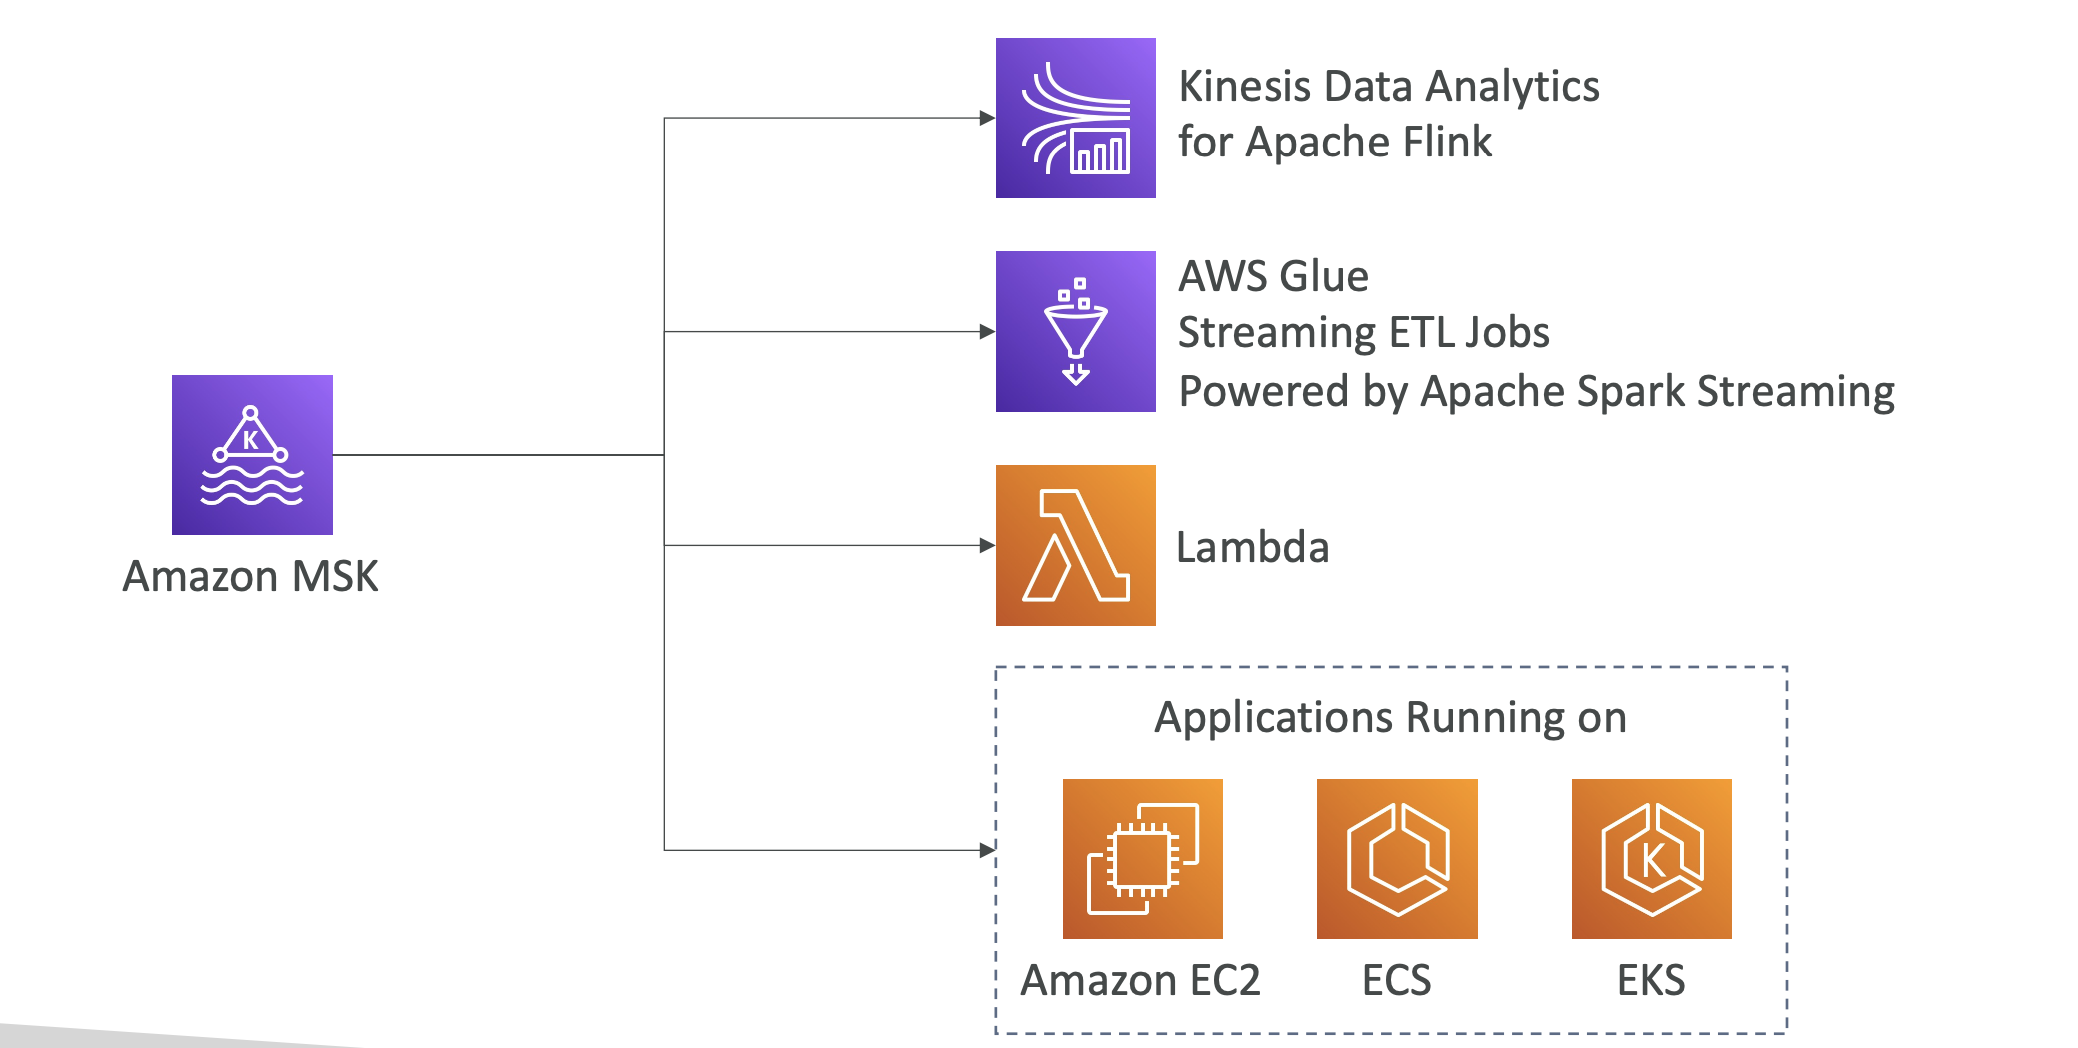 Kinesis Data Analytics
for Apache Flink
AWS Glue
Streaming ETL Jobs
Powered by Apache Spark Streaming
K
Amazon MSK
Lambda
Applications Running on
K
Amazon EC2
ECS
EKS